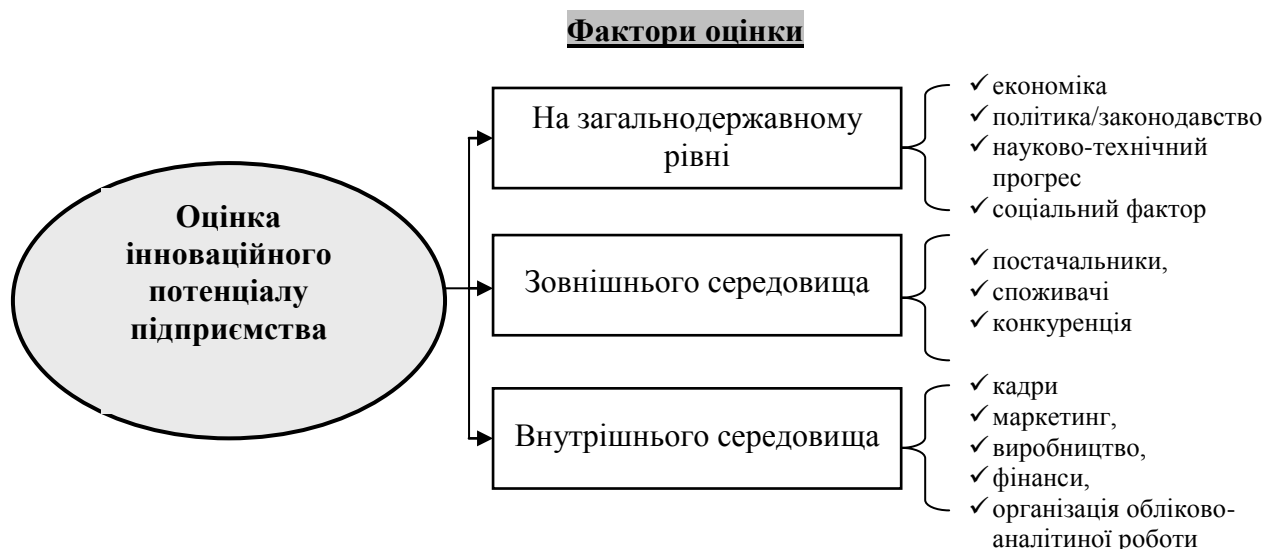 Фактори оцінки
Оцінка
інноваційного
потенціалу
підприємства
На загальнодержавному
рівні
✓економіка
✓політика/законодавство
✓науково-технічний
прогрес
✓соціальний фактор
Зовнішнього середовища
✓постачальники,
✓споживачі
✓конкуренція
Внутрішнього середовища
✓кадри
✓маркетинг,
✓виробництво,
✓фінанси,
✓організація обліково-
аналітиної роботи